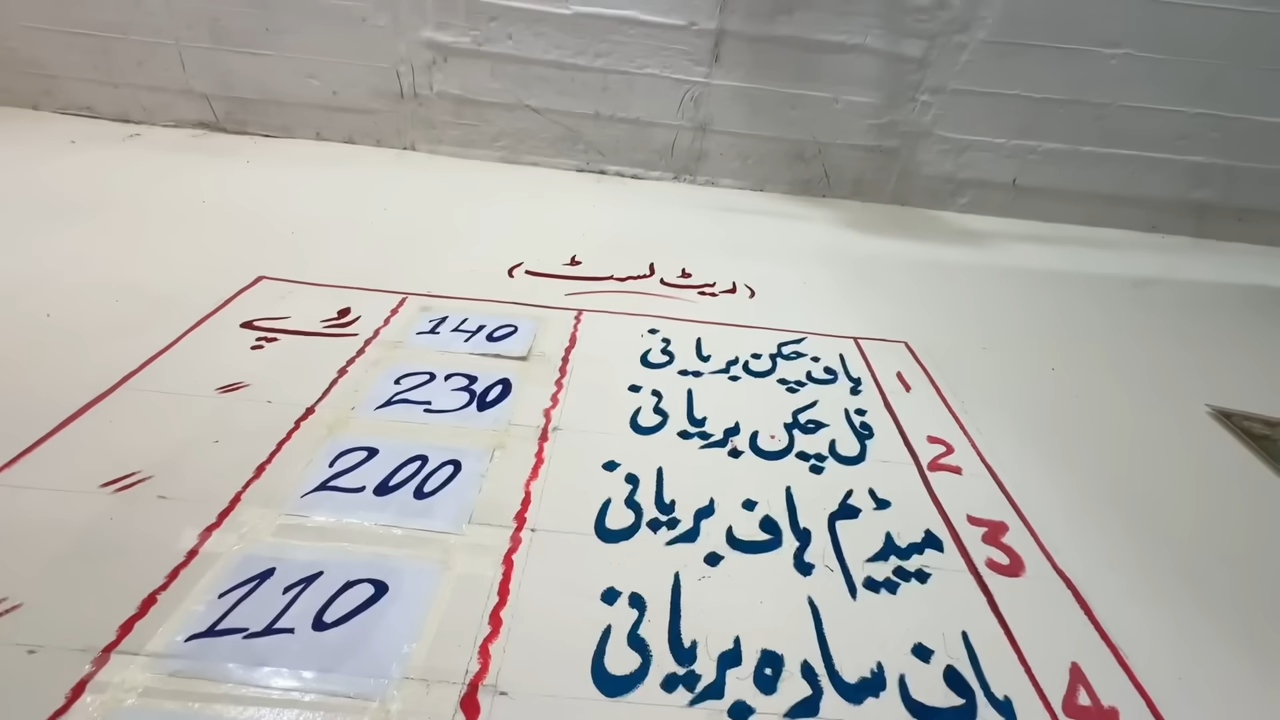 (ریٹ لسٹ)
1 ہاف چکن بریانی 140 روپے
2 فل چکن بریانی 230 〃
3 میڈیم ہاف بریانی 200 〃
4 ہاف سادہ بریانی 110 〃